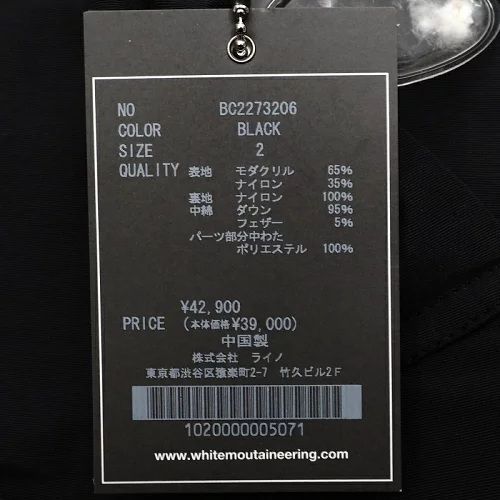 NO BC2273206
COLOR BLACK
SIZE 2
QUALITY 表地 モダクリル 65%
ナイロン 35%
裏地 ナイロン 100%
中綿 ダウン 95%
フェザー 5%
パーツ部分中わた
ポリエステル 100%
¥42,900
PRICE (本体価格¥39,000)
中国製
株式会社 ライノ
東京都渋谷区猿楽町2-7 竹久ビル2F
1020000005071
www.whitemoutaineering.com/